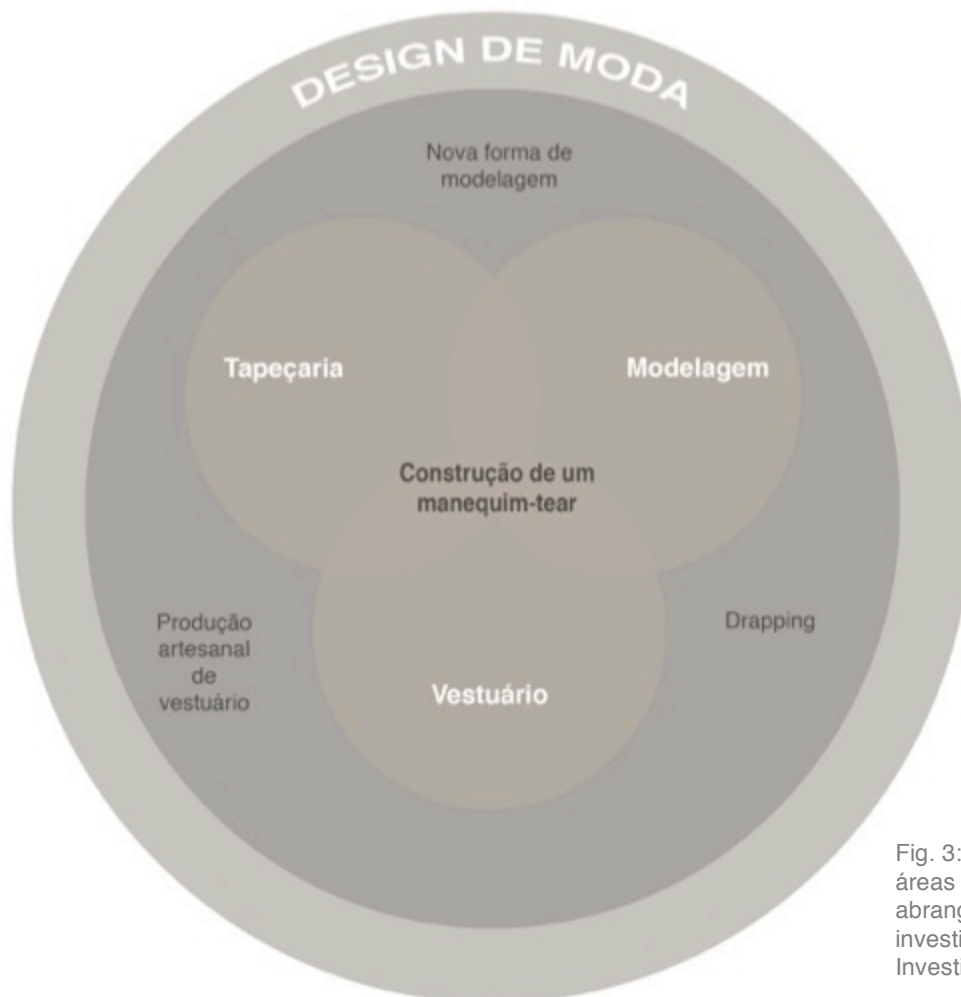 DESIGN DE MODA
Nova forma de
modelagem
Tapeçaria
Modelagem
Construção de um
manequim-tear
Produção
artesanal
de
vestuário
Drapping
Vestuário
Fig. 3:
áreas
abrang
investi
Investi